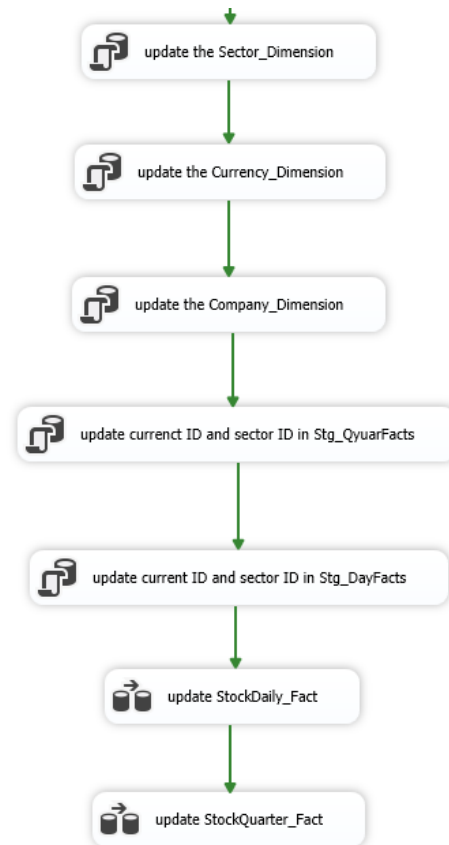 update the Sector_Dimension
update the Currency_Dimension
update the Company_Dimension
update currenct ID and sector ID in Stg_QyuarFacts
update current ID and sector ID in Stg_DayFacts
update StockDaily_Fact
update StockQuarter_Fact